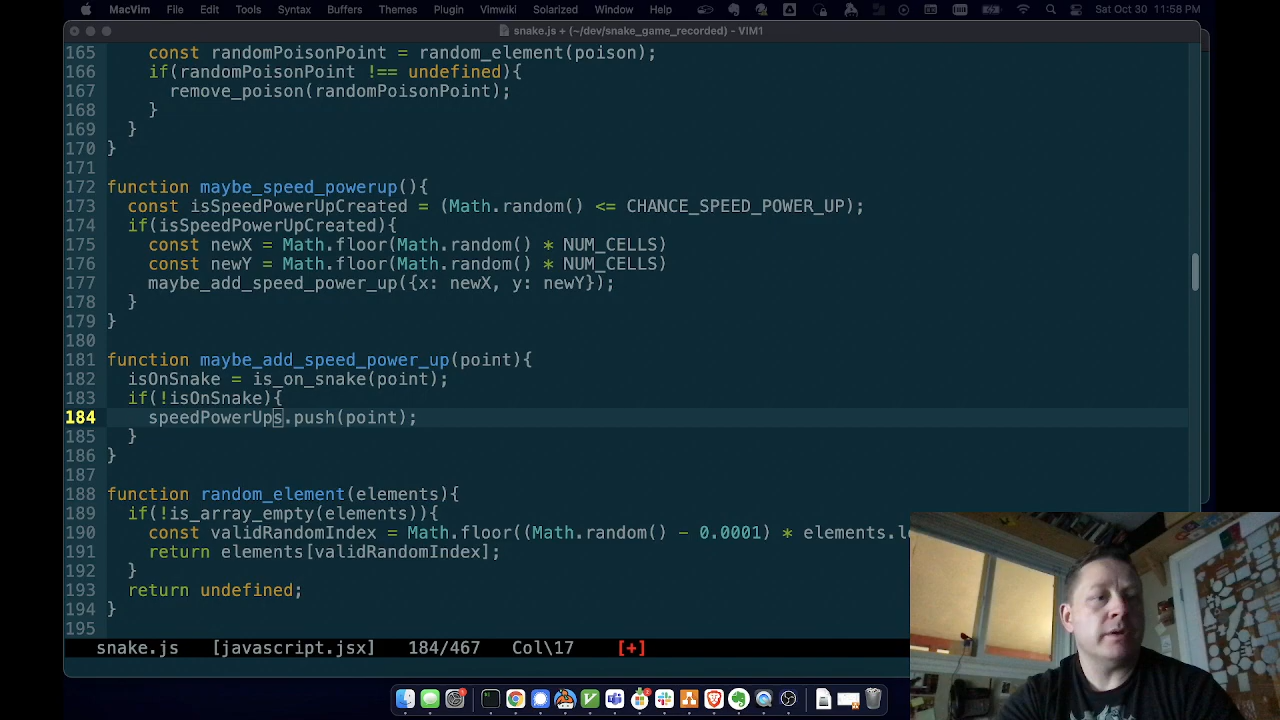 MacVim File Edit Tools Syntax Buffers Themes Plugin Vimwiki Solarized Window Help Sat Oct 30 11:58 PM
snake.js + (~/dev/snake_game_recorded) - VIM1
165 const randomPoisonPoint = random_element(poison);
166 if(randomPoisonPoint !== undefined){
167 remove_poison(randomPoisonPoint);
168 }
169 }
170 }
171
172 function maybe_speed_powerup(){
173 const isSpeedPowerUpCreated = (Math.random() <= CHANCE_SPEED_POWER_UP);
174 if(isSpeedPowerUpCreated){
175 const newX = Math.floor(Math.random() * NUM_CELLS)
176 const newY = Math.floor(Math.random() * NUM_CELLS)
177 maybe_add_speed_power_up({x: newX, y: newY});
178 }
179 }
180
181 function maybe_add_speed_power_up(point){
182 isOnSnake = is_on_snake(point);
183 if(!isOnSnake){
184 speedPowerUps.push(point);
185 }
186 }
187
188 function random_element(elements){
189 if(!is_array_empty(elements)){
190 const validRandomIndex = Math.floor((Math.random() - 0.0001) * elements.le
191 return elements[validRandomIndex];
192 }
193 return undefined;
194 }
195
snake.js [javascript.jsx] 184/467 Col\17 [+]